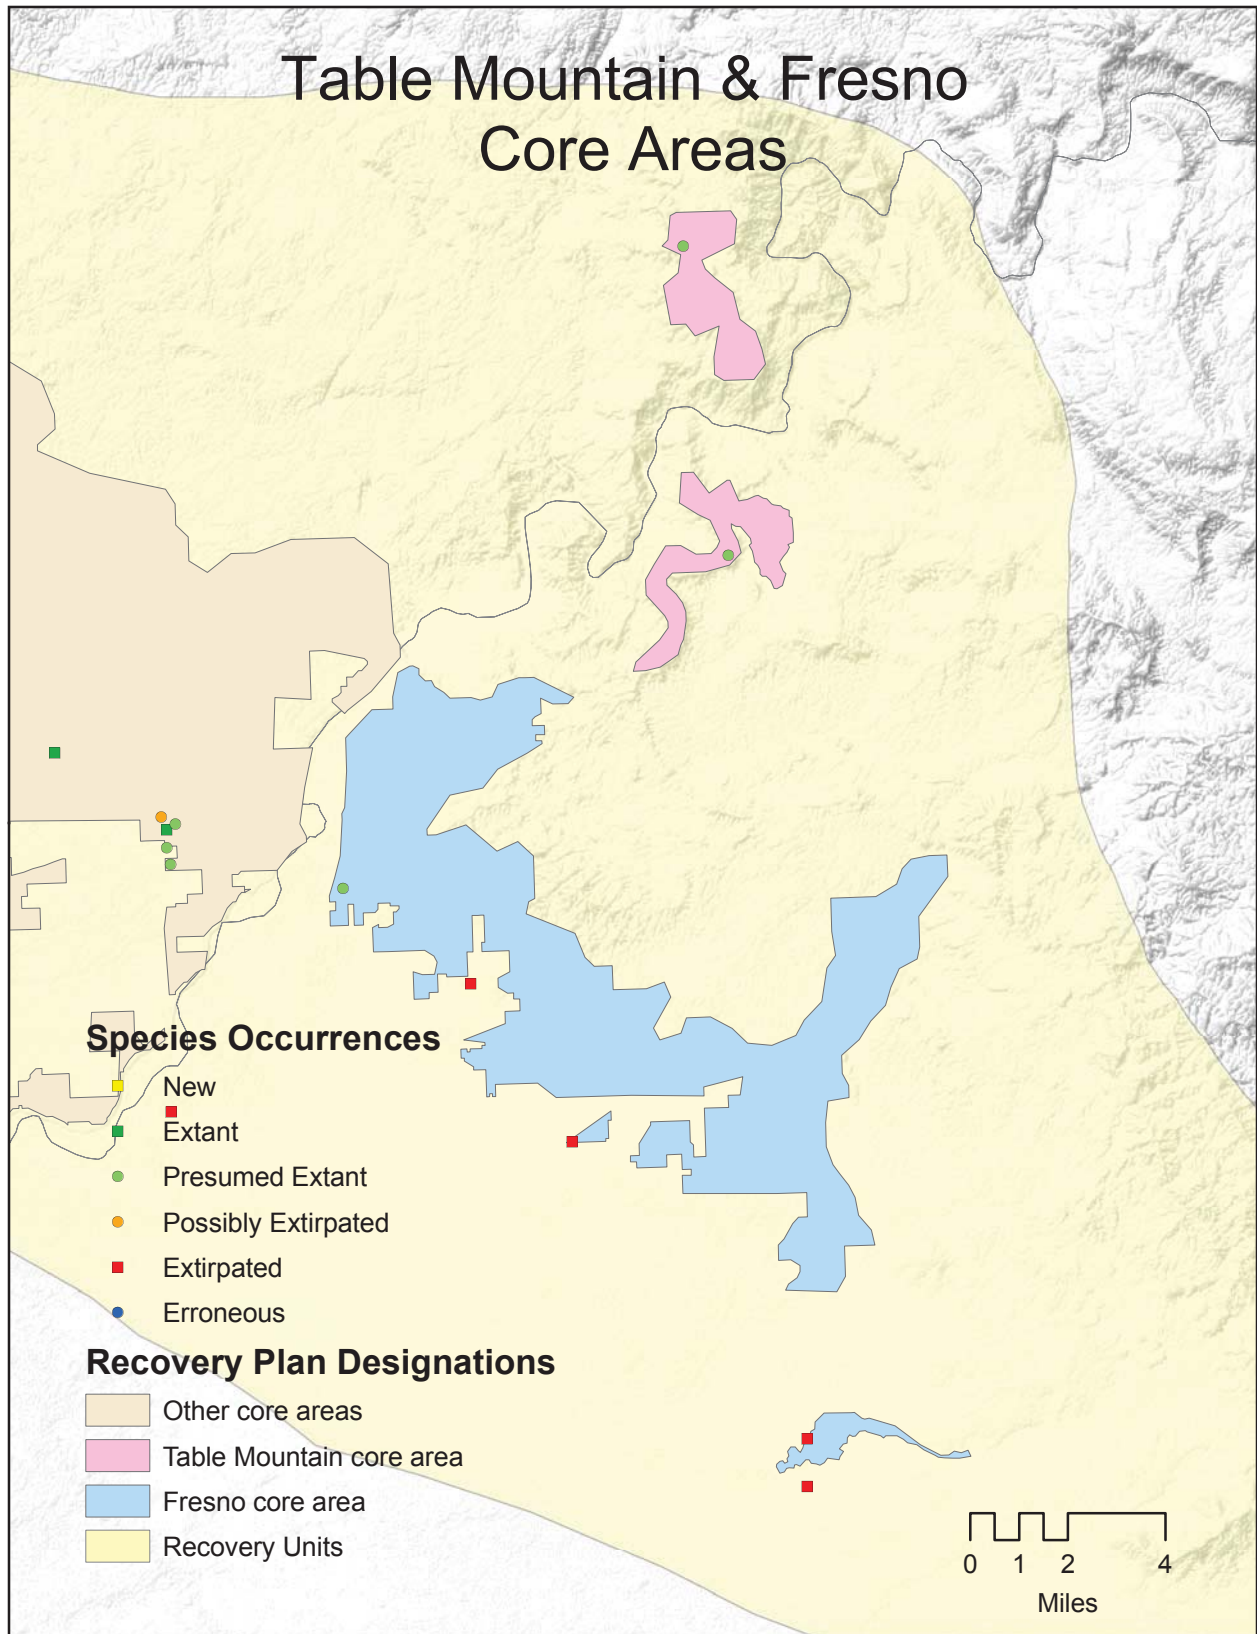 Table Mountain & Fresno
Core Areas
Species Occurrences
New
Extant
Presumed Extant
Possibly Extirpated
Extirpated
Erroneous
Recovery Plan Designations
Other core areas
Table Mountain core area
Fresno core area
Recovery Units
0 1 2 4
Miles